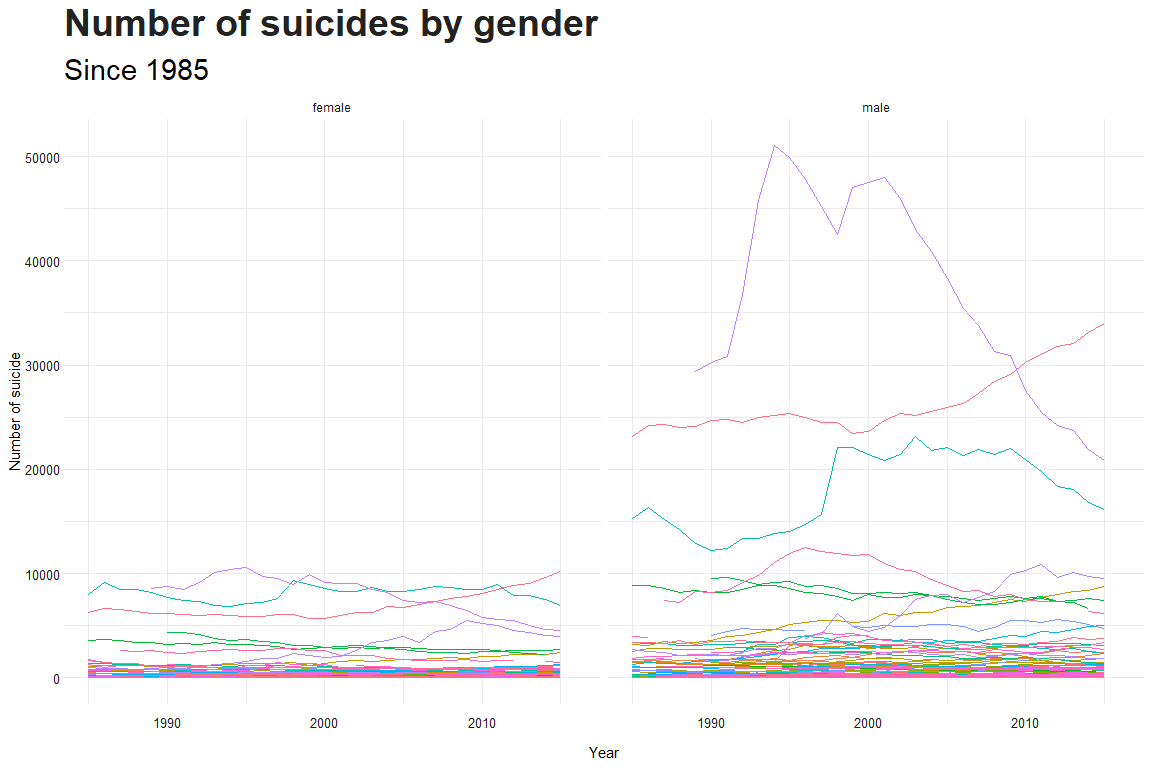 Number of suicides by gender
Since 1985
female
male
50000
40000
30000
20000
10000
0
Number of suicide
1990
2000
2010
1990
2000
2010
Year